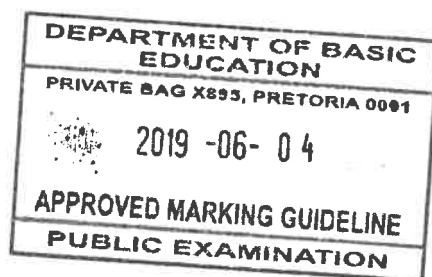 DEPARTMENT OF BASIC
EDUCATION
PRIVATE BAG X895, PRETORIA 0001
2019 -06- 04
APPROVED MARKING GUIDELINE
PUBLIC EXAMINATION